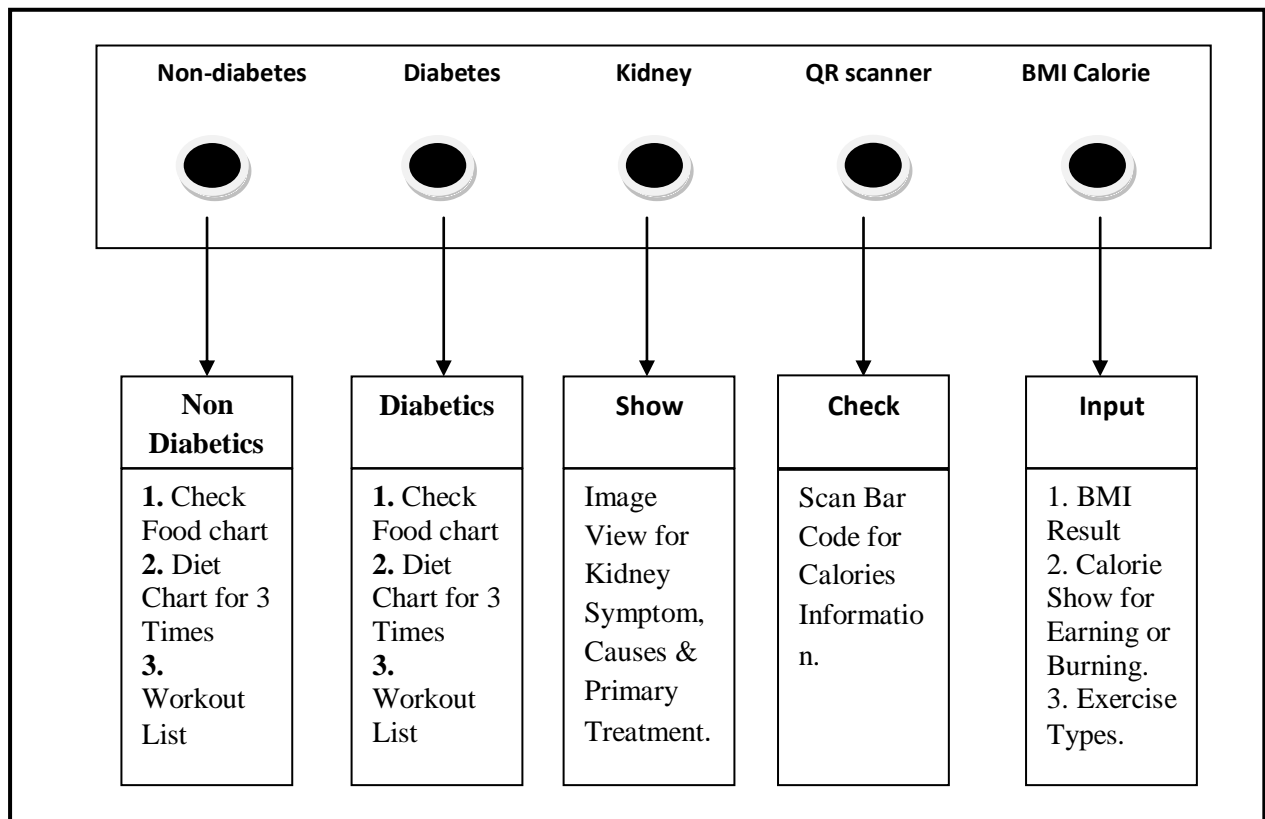 Non-diabetes
Diabetes
Kidney
QR scanner
BMI Calorie
Non
Diabetics
1. Check
Food chart
2. Diet
Chart for 3
Times
3.
Workout
List
Diabetics
1. Check
Food chart
2. Diet
Chart for 3
Times
3.
Workout
List
Show
Image
View for
Kidney
Symptom,
Causes &
Primary
Treatment.
Check
Scan Bar
Code for
Calories
Informatio
n.
Input
1. BMI
Result
2. Calorie
Show for
Earning or
Burning.
3. Exercise
Types.